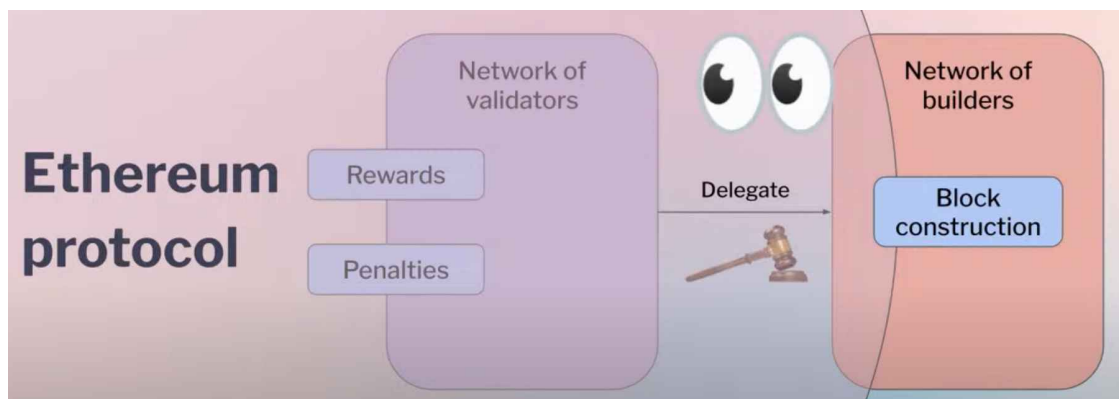 Ethereum
protocol
Network of
validators
Rewards
Penalties
Delegate
Network of
builders
Block
construction